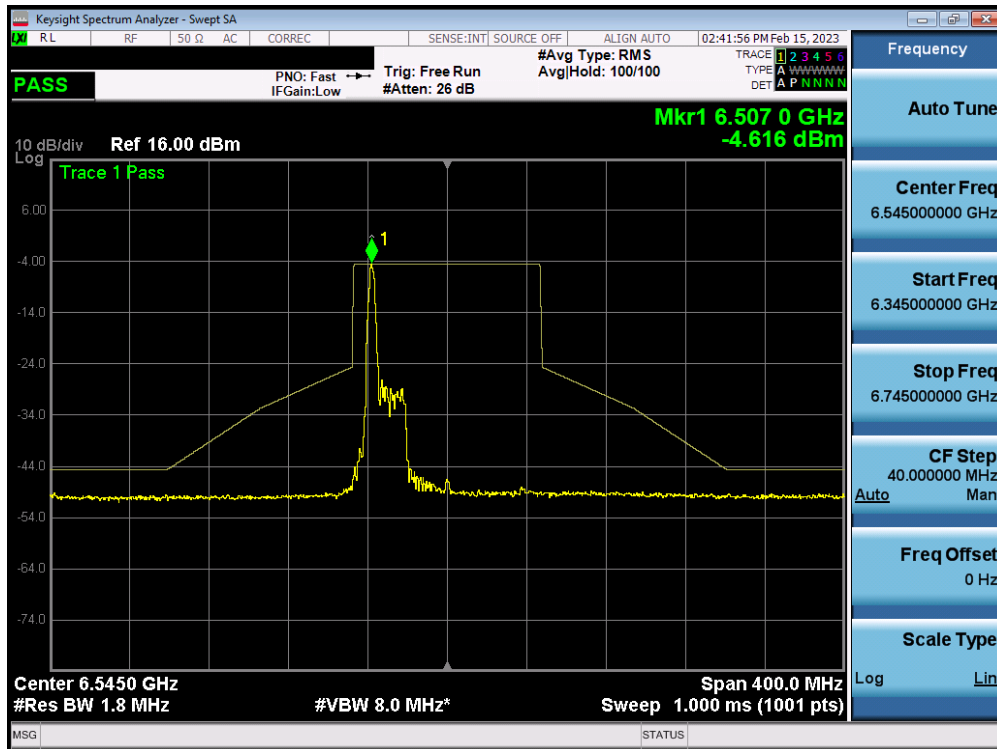 Keysight Spectrum Analyzer - Swept SA
LXI RL RF 50 Ω AC CORREC SENSE:INT SOURCE OFF ALIGN AUTO 02:41:56 PM Feb 15, 2023
PASS
PNO: Fast
IFGain:Low
Trig: Free Run
#Atten: 26 dB
#Avg Type: RMS
Avg|Hold: 100/100
TRACE 1 2 3 4 5 6
TYPE A WWWWW
DET A P N N N N
Mkr1 6.507 0 GHz
-4.616 dBm
10 dB/div Ref 16.00 dBm
Log
Trace 1 Pass
1
6.00
-4.00
-14.0
-24.0
-34.0
-44.0
-54.0
-64.0
-74.0
Center 6.5450 GHz Span 400.0 MHz
#Res BW 1.8 MHz #VBW 8.0 MHz* Sweep 1.000 ms (1001 pts)
MSG STATUS
Frequency
Auto Tune
Center Freq
6.545000000 GHz
Start Freq
6.345000000 GHz
Stop Freq
6.745000000 GHz
CF Step
40.000000 MHz
Auto Man
Freq Offset
0 Hz
Scale Type
Log Lin